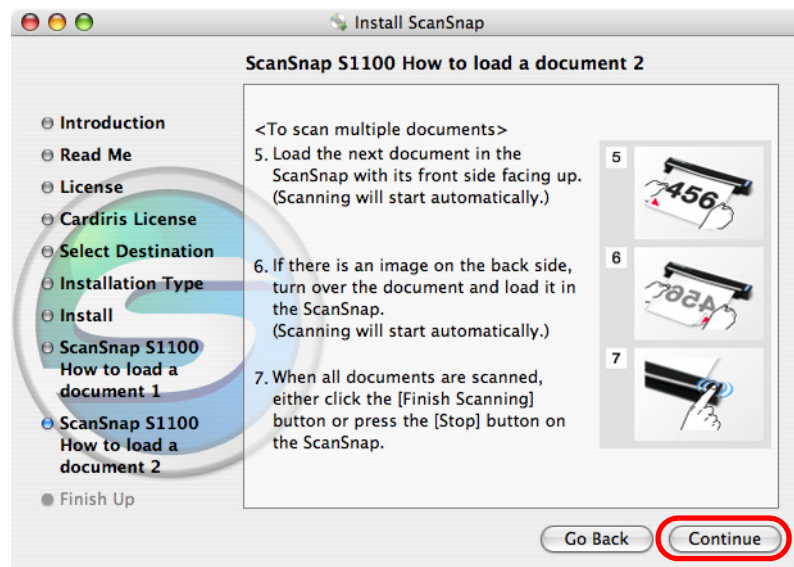 Install ScanSnap
ScanSnap S1100 How to load a document 2
Introduction
Read Me
License
Cardiris License
Select Destination
Installation Type
Install
ScanSnap S1100
How to load a
document 1
ScanSnap S1100
How to load a
document 2
Finish Up
<To scan multiple documents>
5. Load the next document in the
ScanSnap with its front side facing up.
(Scanning will start automatically.)
5
456
6. If there is an image on the back side,
turn over the document and load it in
the ScanSnap.
(Scanning will start automatically.)
6
456
7. When all documents are scanned,
either click the [Finish Scanning]
button or press the [Stop] button on
the ScanSnap.
7
Go Back
Continue